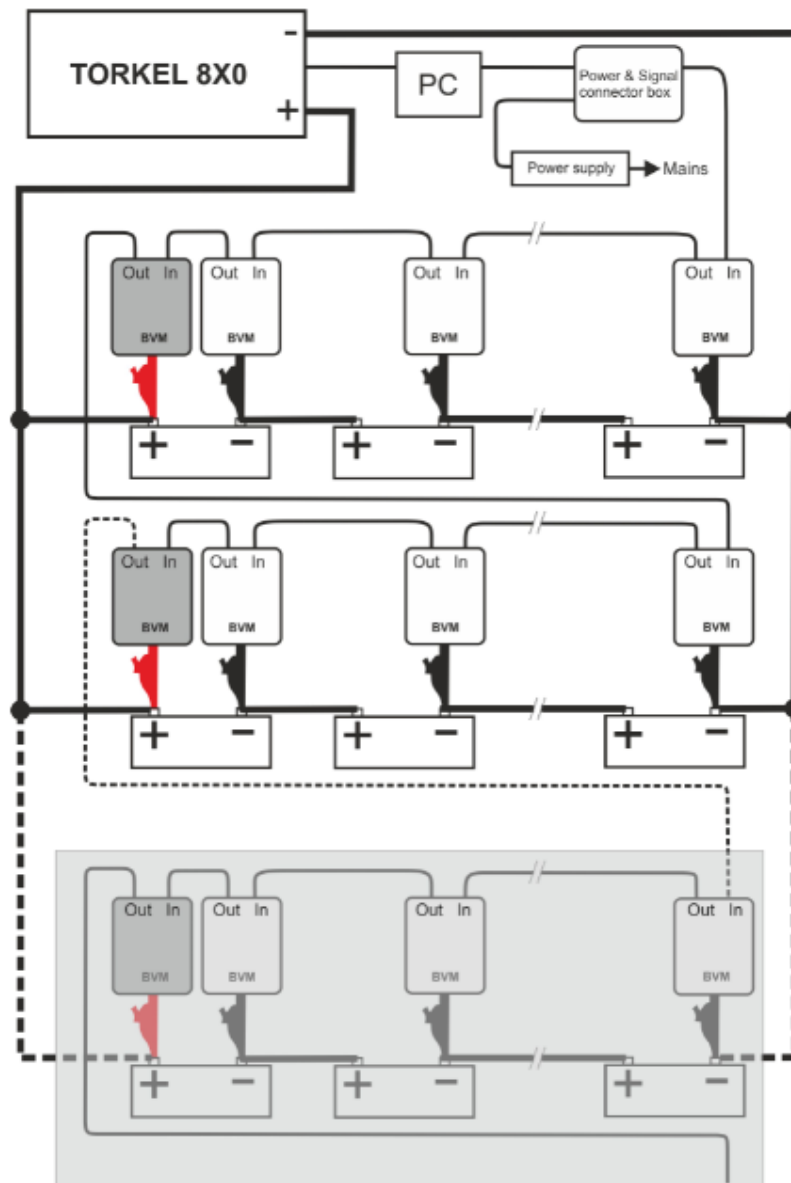 -
TORKEL 8X0
+
PC
Power & Signal
connector box
Power supply
Mains
Out In Out In Out In Out In
BVM BVM BVM BVM
+ - + + -
Out In Out In Out In Out In
BVM BVM BVM BVM
+ - + + -
Out In Out In Out In Out In
BVM BVM BVM BVM
+ - + + -